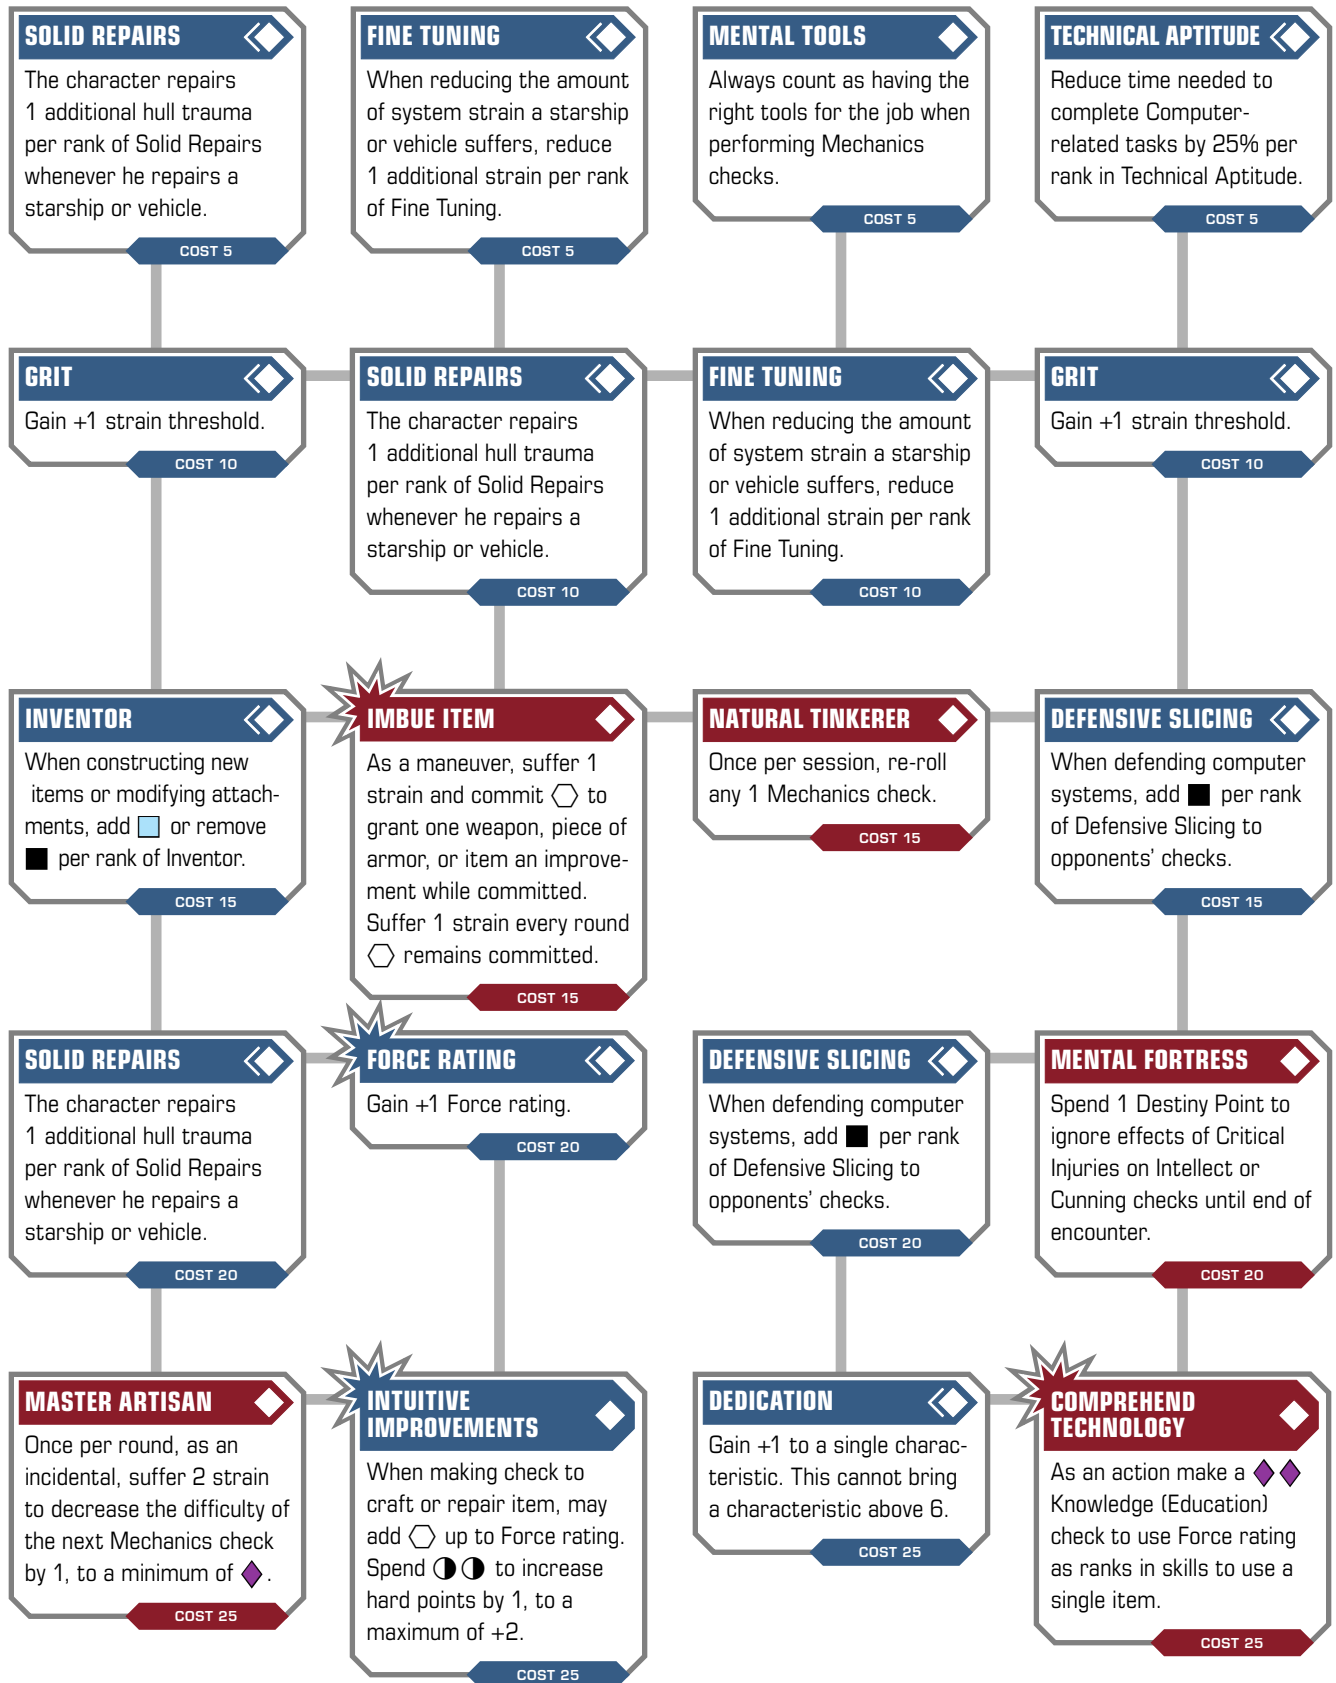 SOLID REPAIRS
The character repairs
1 additional hull trauma
per rank of Solid Repairs
whenever he repairs a
starship or vehicle.
COST 5
FINE TUNING
When reducing the amount
of system strain a starship
or vehicle suffers, reduce
1 additional strain per rank
of Fine Tuning.
COST 5
MENTAL TOOLS
Always count as having the
right tools for the job when
performing Mechanics
checks.
COST 5
TECHNICAL APTITUDE
Reduce time needed to
complete Computer-
related tasks by 25% per
rank in Technical Aptitude.
COST 5
GRIT
Gain +1 strain threshold.
COST 10
SOLID REPAIRS
The character repairs
1 additional hull trauma
per rank of Solid Repairs
whenever he repairs a
starship or vehicle.
COST 10
FINE TUNING
When reducing the amount
of system strain a starship
or vehicle suffers, reduce
1 additional strain per rank
of Fine Tuning.
COST 10
GRIT
Gain +1 strain threshold.
COST 10
INVENTOR
When constructing new
items or modifying attach-
ments, add or remove
per rank of Inventor.
COST 15
IMBUE ITEM
As a maneuver, suffer 1
strain and commit to
grant one weapon, piece of
armor, or item an improve-
ment while committed.
Suffer 1 strain every round
remains committed.
COST 15
NATURAL TINKERER
Once per session, re-roll
any 1 Mechanics check.
COST 15
DEFENSIVE SLICING
When defending computer
systems, add per rank
of Defensive Slicing to
opponents' checks.
COST 15
SOLID REPAIRS
The character repairs
1 additional hull trauma
per rank of Solid Repairs
whenever he repairs a
starship or vehicle.
COST 20
FORCE RATING
Gain +1 Force rating.
COST 20
DEFENSIVE SLICING
When defending computer
systems, add per rank
of Defensive Slicing to
opponents' checks.
COST 20
MENTAL FORTRESS
Spend 1 Destiny Point to
ignore effects of Critical
Injuries on Intellect or
Cunning checks until end of
encounter.
COST 20
MASTER ARTISAN
Once per round, as an
incidental, suffer 2 strain
to decrease the difficulty of
the next Mechanics check
by 1, to a minimum of .
COST 25
INTUITIVE
IMPROVEMENTS
When making check to
craft or repair item, may
add up to Force rating.
Spend to increase
hard points by 1, to a
maximum of +2.
COST 25
DEDICATION
Gain +1 to a single charac-
teristic. This cannot bring
a characteristic above 6.
COST 25
COMPREHEND
TECHNOLOGY
As an action make a
Knowledge (Education)
check to use Force rating
as ranks in skills to use a
single item.
COST 25